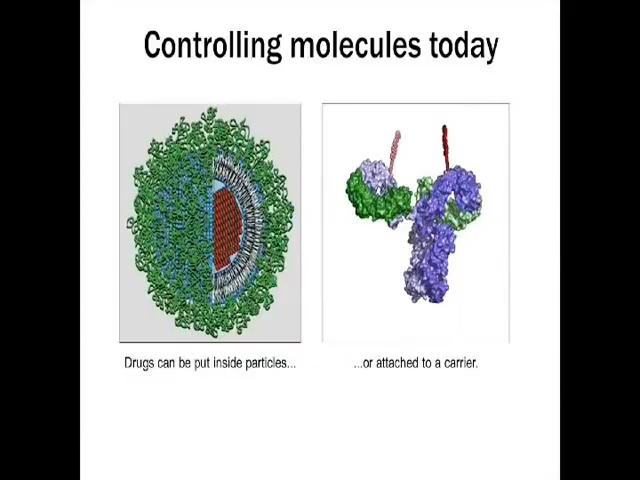 Controlling molecules today
Drugs can be put inside particles...
...or attached to a carrier.